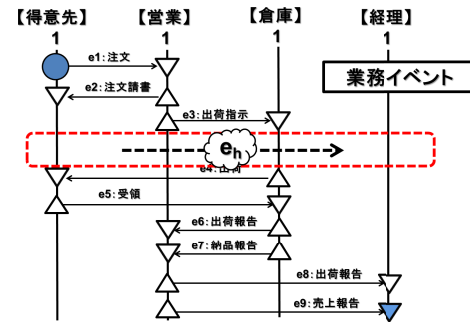 【得意先】 【営業】 【倉庫】 【経理】
1 1 1 1
e1:注文
e2:注文請書
業務イベント
e3:出荷指示
eh
e4:出荷
e5:受領
e6:出荷報告
e7:納品報告
e8:出荷報告
e9:売上報告